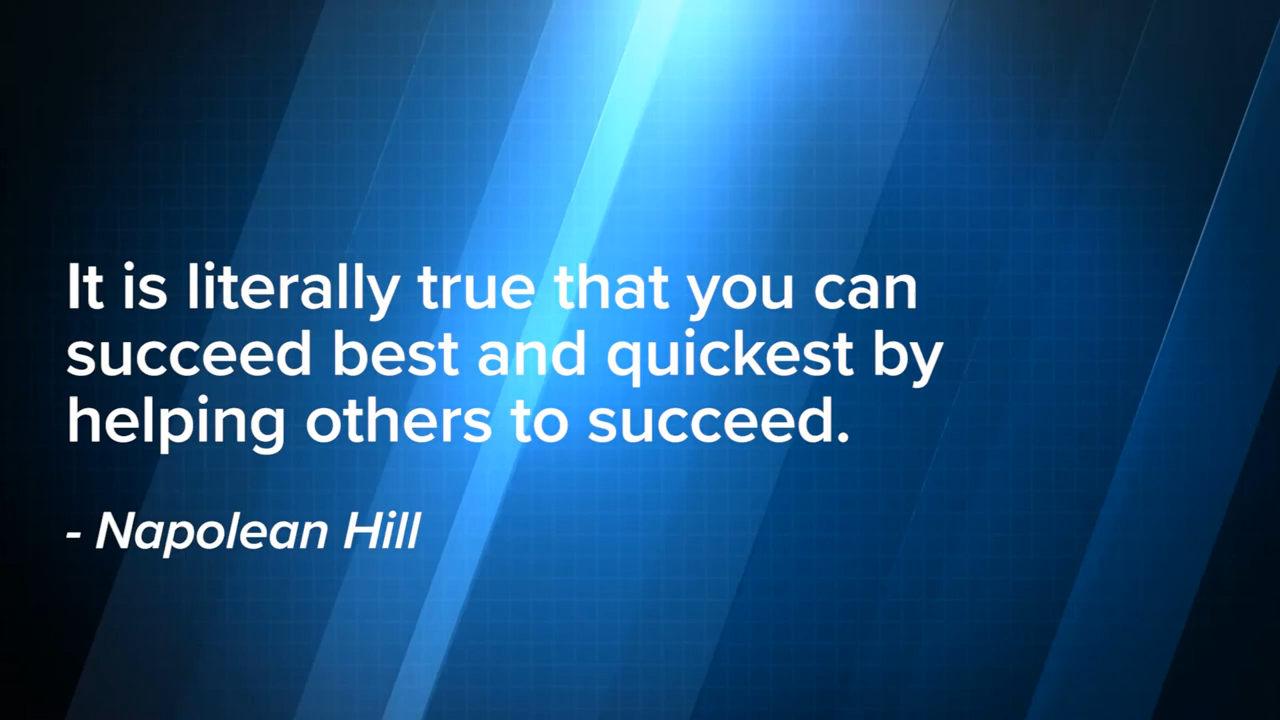 It is literally true that you can
succeed best and quickest by
helping others to succeed.
- Napolean Hill